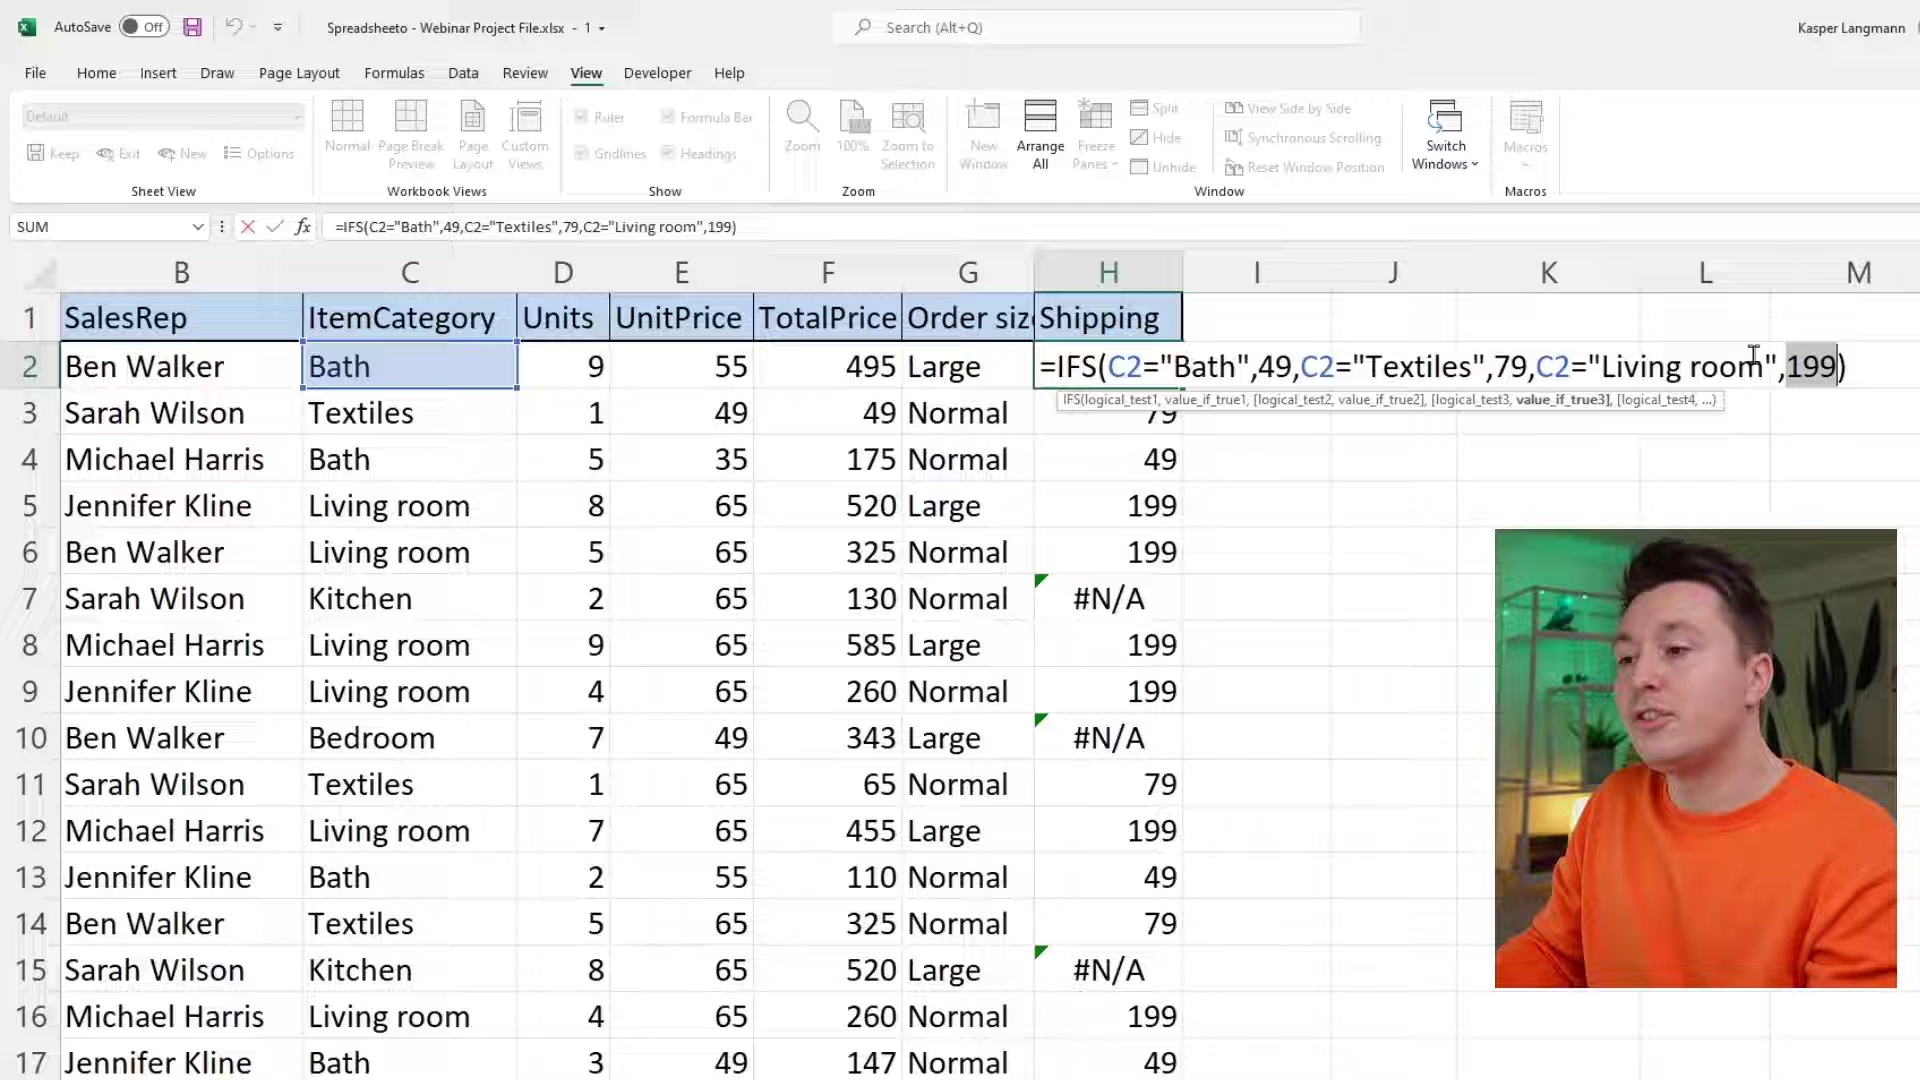 AutoSave Off Spreadsheeto - Webinar Project File.xlsx - 1 Search (Alt+Q) Kasper Langmann
File Home Insert Draw Page Layout Formulas Data Review View Developer Help
Default
Keep Exit New Options
Sheet View
Normal Page Break Preview Page Layout Custom Views
Workbook Views
Ruler Formula Bar
Gridlines Headings
Show
Zoom 100% Zoom to Selection
Zoom
New Window Arrange All Freeze Panes
Split View Side by Side
Hide Synchronous Scrolling
Unhide Reset Window Position
Switch Windows
Window
Macros
Macros
SUM fx =IFS(C2="Bath",49,C2="Textiles",79,C2="Living room",199)
B C D E F G H I J K L M
1 SalesRep ItemCategory Units UnitPrice TotalPrice Order siz Shipping
2 Ben Walker Bath 9 55 495 Large =IFS(C2="Bath",49,C2="Textiles",79,C2="Living room",199)
IFS(logical_test1, value_if_true1, [logical_test2, value_if_true2], [logical_test3, value_if_true3], [logical_test4, ...)
3 Sarah Wilson Textiles 1 49 49 Normal 79
4 Michael Harris Bath 5 35 175 Normal 49
5 Jennifer Kline Living room 8 65 520 Large 199
6 Ben Walker Living room 5 65 325 Normal 199
7 Sarah Wilson Kitchen 2 65 130 Normal #N/A
8 Michael Harris Living room 9 65 585 Large 199
9 Jennifer Kline Living room 4 65 260 Normal 199
10 Ben Walker Bedroom 7 49 343 Large #N/A
11 Sarah Wilson Textiles 1 65 65 Normal 79
12 Michael Harris Living room 7 65 455 Large 199
13 Jennifer Kline Bath 2 55 110 Normal 49
14 Ben Walker Textiles 5 65 325 Normal 79
15 Sarah Wilson Kitchen 8 65 520 Large #N/A
16 Michael Harris Living room 4 65 260 Normal 199
17 Jennifer Kline Bath 3 49 147 Normal 49